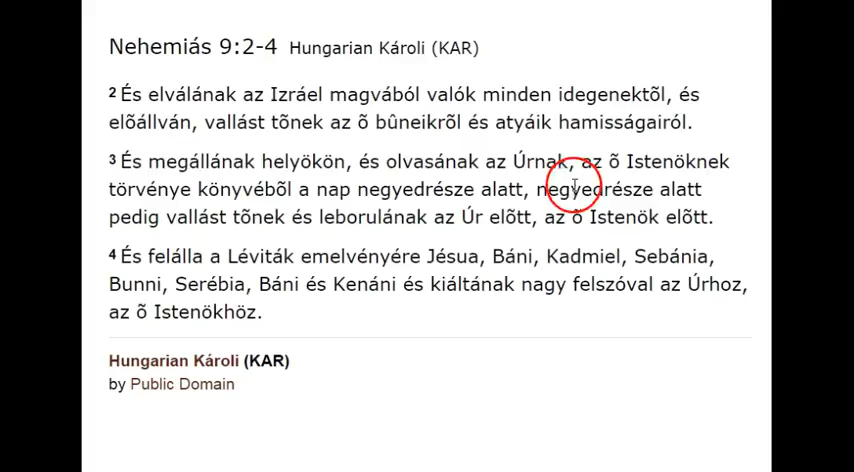 Nehemiás 9:2-4 Hungarian Károli (KAR)
2 És elválának az Izráel magvából valók minden idegenektõl, és
elõállván, vallást tõnek az õ bûneikrõl és atyáik hamisságairól.
3 És megállának helyökön, és olvasának az Úrnak, az õ Istenöknek
törvénye könyvébõl a nap negyedrésze alatt, negyedrésze alatt
pedig vallást tõnek és leborulának az Úr elõtt, az õ Istenök elõtt.
4 És felálla a Léviták emelvényére Jésua, Báni, Kadmiel, Sebánia,
Bunni, Serébia, Báni és Kenáni és kiáltának nagy felszóval az Úrhoz,
az õ Istenökhöz.
Hungarian Károli (KAR)
by Public Domain